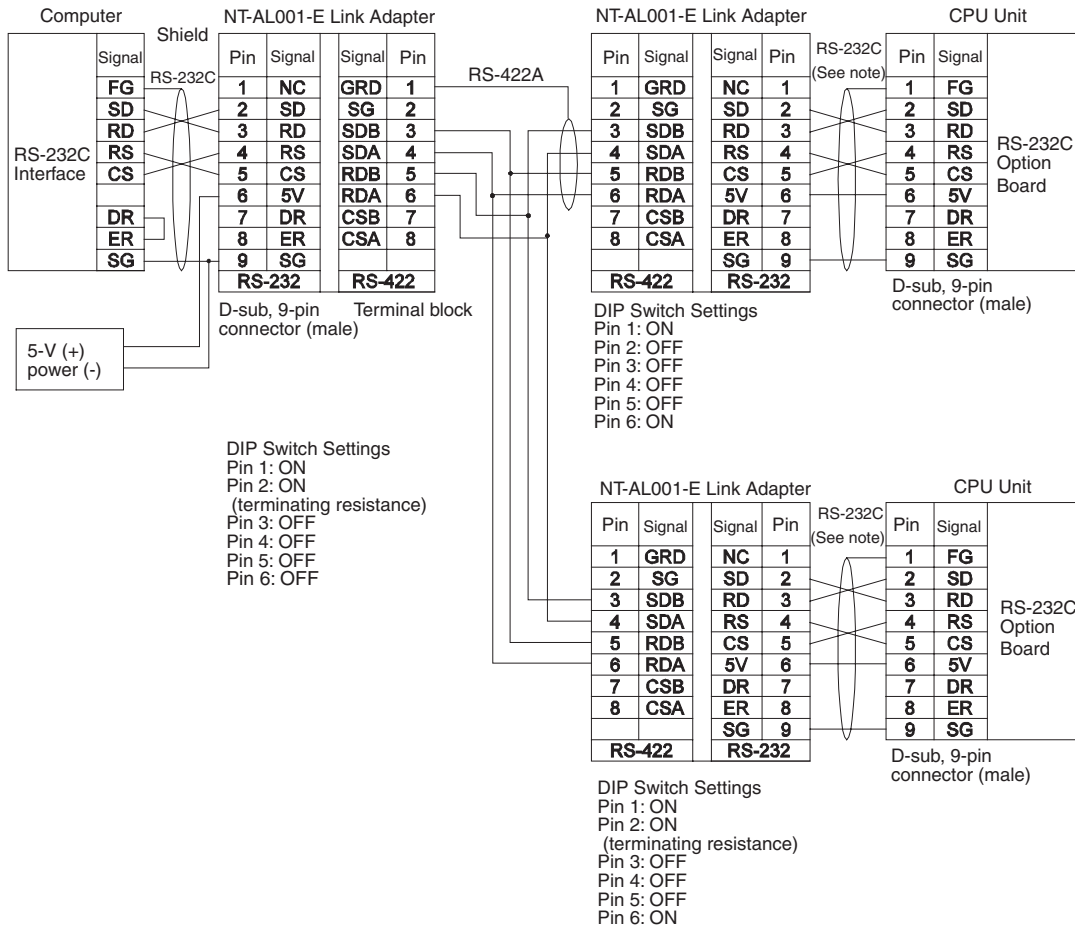 Computer
NT-AL001-E Link Adapter
NT-AL001-E Link Adapter
CPU Unit
Shield
Signal
Pin Signal
Signal Pin
RS-232C
RS-422A
FG
SD
RD
RS
CS
DR
ER
SG
RS-232C
Interface
1 NC GRD 1
2 SD SG 2
3 RD SDB 3
4 RS SDA 4
5 CS RDB 5
6 5V RDA 6
7 DR CSB 7
8 ER CSA 8
9 SG
RS-232 RS-422
D-sub, 9-pin
connector (male)
Terminal block
5-V (+)
power (-)
DIP Switch Settings
Pin 1: ON
Pin 2: ON
(terminating resistance)
Pin 3: OFF
Pin 4: OFF
Pin 5: OFF
Pin 6: OFF
Pin Signal Signal Pin
RS-232C
(See note)
Pin Signal
1 GRD NC 1 1 FG
2 SG SD 2 2 SD
3 SDB RD 3 3 RD
4 SDA RS 4 4 RS
5 RDB CS 5 5 CS
6 RDA 5V 6 6 5V
7 CSB DR 7 7 DR
8 CSA ER 8 8 ER
SG 9 9 SG
RS-422 RS-232
RS-232C
Option
Board
D-sub, 9-pin
connector (male)
DIP Switch Settings
Pin 1: ON
Pin 2: OFF
Pin 3: OFF
Pin 4: OFF
Pin 5: OFF
Pin 6: ON
NT-AL001-E Link Adapter
CPU Unit
Pin Signal Signal Pin
RS-232C
(See note)
Pin Signal
1 GRD NC 1 1 FG
2 SG SD 2 2 SD
3 SDB RD 3 3 RD
4 SDA RS 4 4 RS
5 RDB CS 5 5 CS
6 RDA 5V 6 6 5V
7 CSB DR 7 7 DR
8 CSA ER 8 8 ER
SG 9 9 SG
RS-422 RS-232
RS-232C
Option
Board
D-sub, 9-pin
connector (male)
DIP Switch Settings
Pin 1: ON
Pin 2: ON
(terminating resistance)
Pin 3: OFF
Pin 4: OFF
Pin 5: OFF
Pin 6: ON